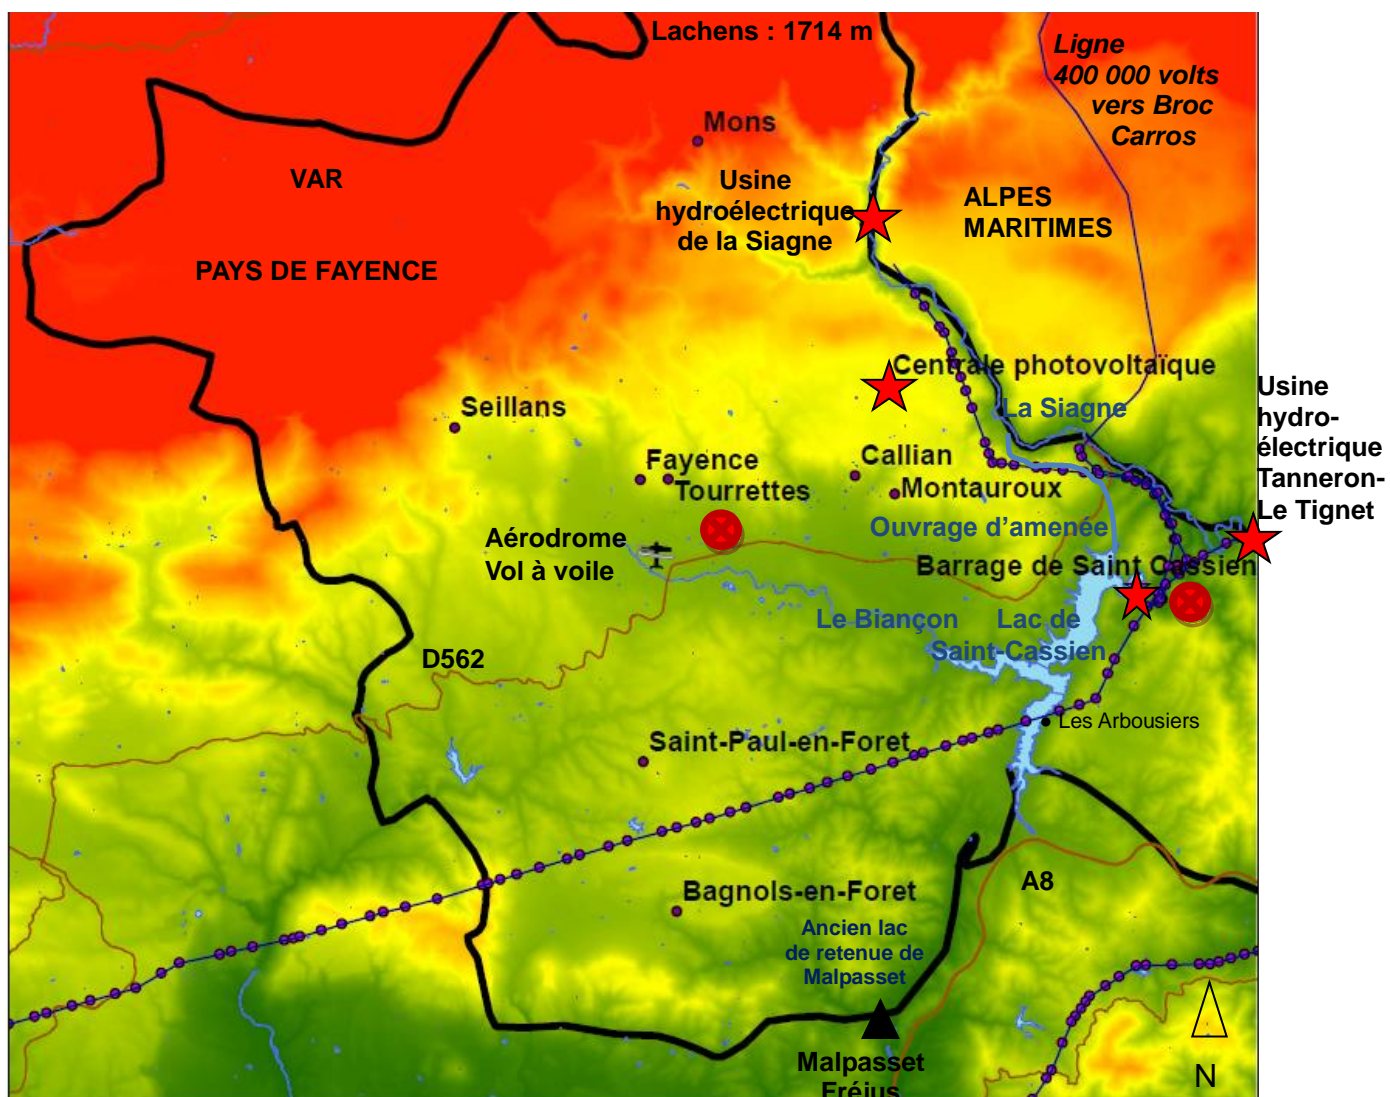 Lachens : 1714 m
Ligne
400 000 volts
vers Broc
Carros
Mons
VAR
Usine
hydroélectrique
de la Siagne
ALPES
MARITIMES
PAYS DE FAYENCE
Centrale photovoltaïque
Usine
hydro-
électrique
Tanneron-
Le Tignet
La Siagne
Seillans
Fayence
Tourrettes
Callian
Montauroux
Ouvrage d'amenée
Aérodrome
Vol à voile
Barrage de Saint Cassien
Le Biançon
Lac de
Saint-Cassien
D562
Les Arbousiers
Saint-Paul-en-Foret
A8
Bagnols-en-Foret
Ancien lac
de retenue de
Malpasset
Malpasset
Fréjus
N